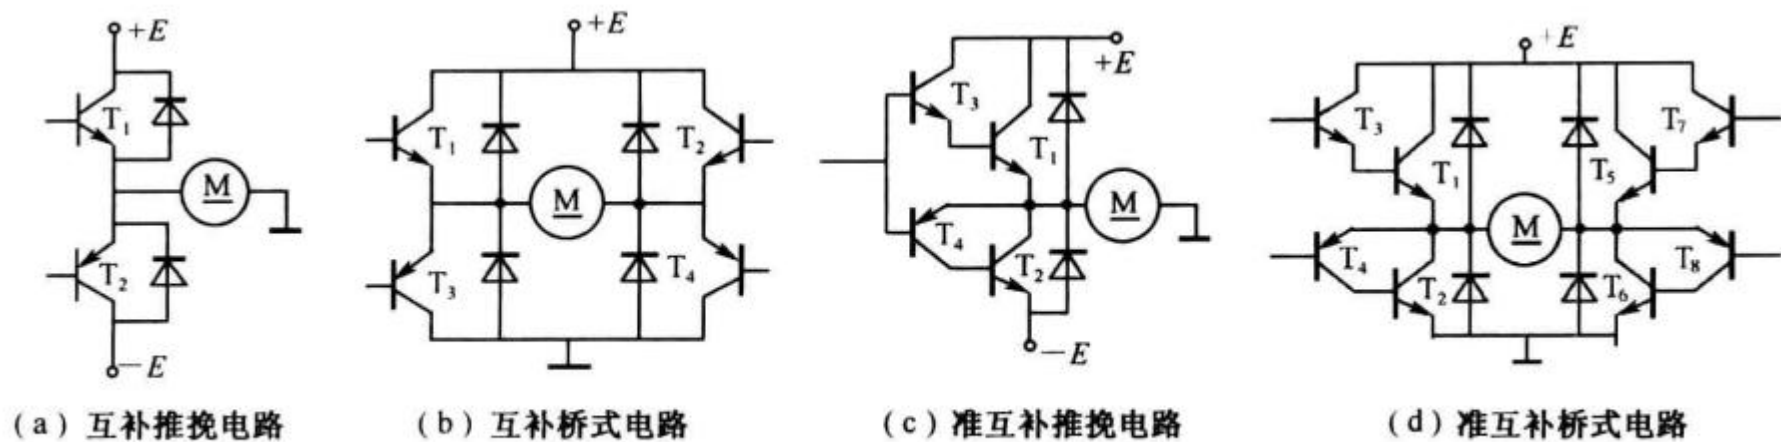 +E
T₁
M
T₂
−E
(a) 互补推挽电路
+E
T₁
T₂
M
T₃
T₄
(b) 互补桥式电路
+E
T₃
T₁
M
T₄
T₂
−E
(c) 准互补推挽电路
+E
T₃
T₇
T₁
T₅
M
T₄
T₈
T₂
T₆
(d) 准互补桥式电路